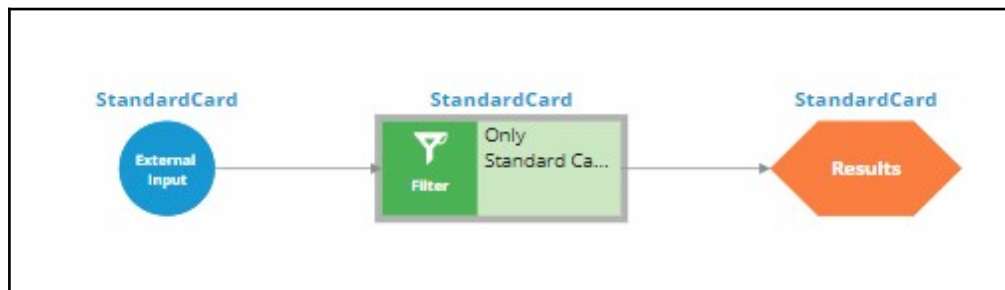 StandardCard
StandardCard
StandardCard
External
Input
Filter
Only
Standard Ca...
Results